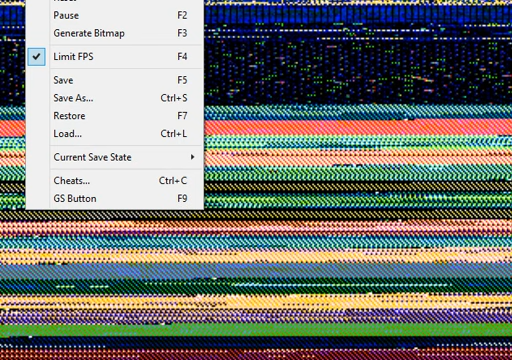 Pause F2
Generate Bitmap F3
Limit FPS F4
Save F5
Save As... Ctrl+S
Restore F7
Load... Ctrl+L
Current Save State
Cheats... Ctrl+C
GS Button F9